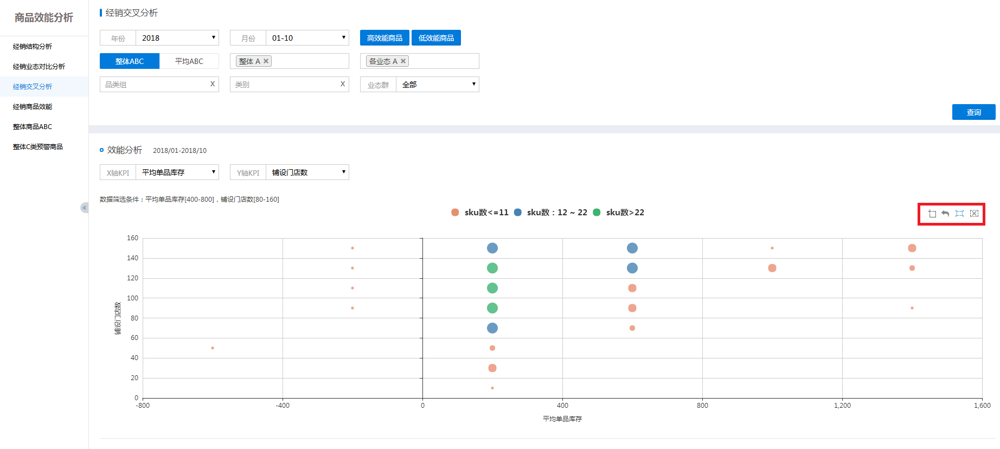 商品效能分析
经销结构分析
经销业态对比分析
经销交叉分析
经销商品效能
整体商品ABC
整体C类预警商品
经销交叉分析
年份 2018 月份 01-10 高效能商品 低效能商品
整体ABC 平均ABC 整体 A 各业态 A
品类组 X 类别 X 业态群 全部
查询
效能分析 2018/01-2018/10
X轴KPI 平均单品库存 Y轴KPI 铺设门店数
数据筛选条件：平均单品库存[400-800]，铺设门店数[80-160]
sku数<=11 sku数：12 ~ 22 sku数>22
160
140
120
100
80
60
40
20
0
铺设门店数
-800 -400 0 400 800 1,200 1,600
平均单品库存